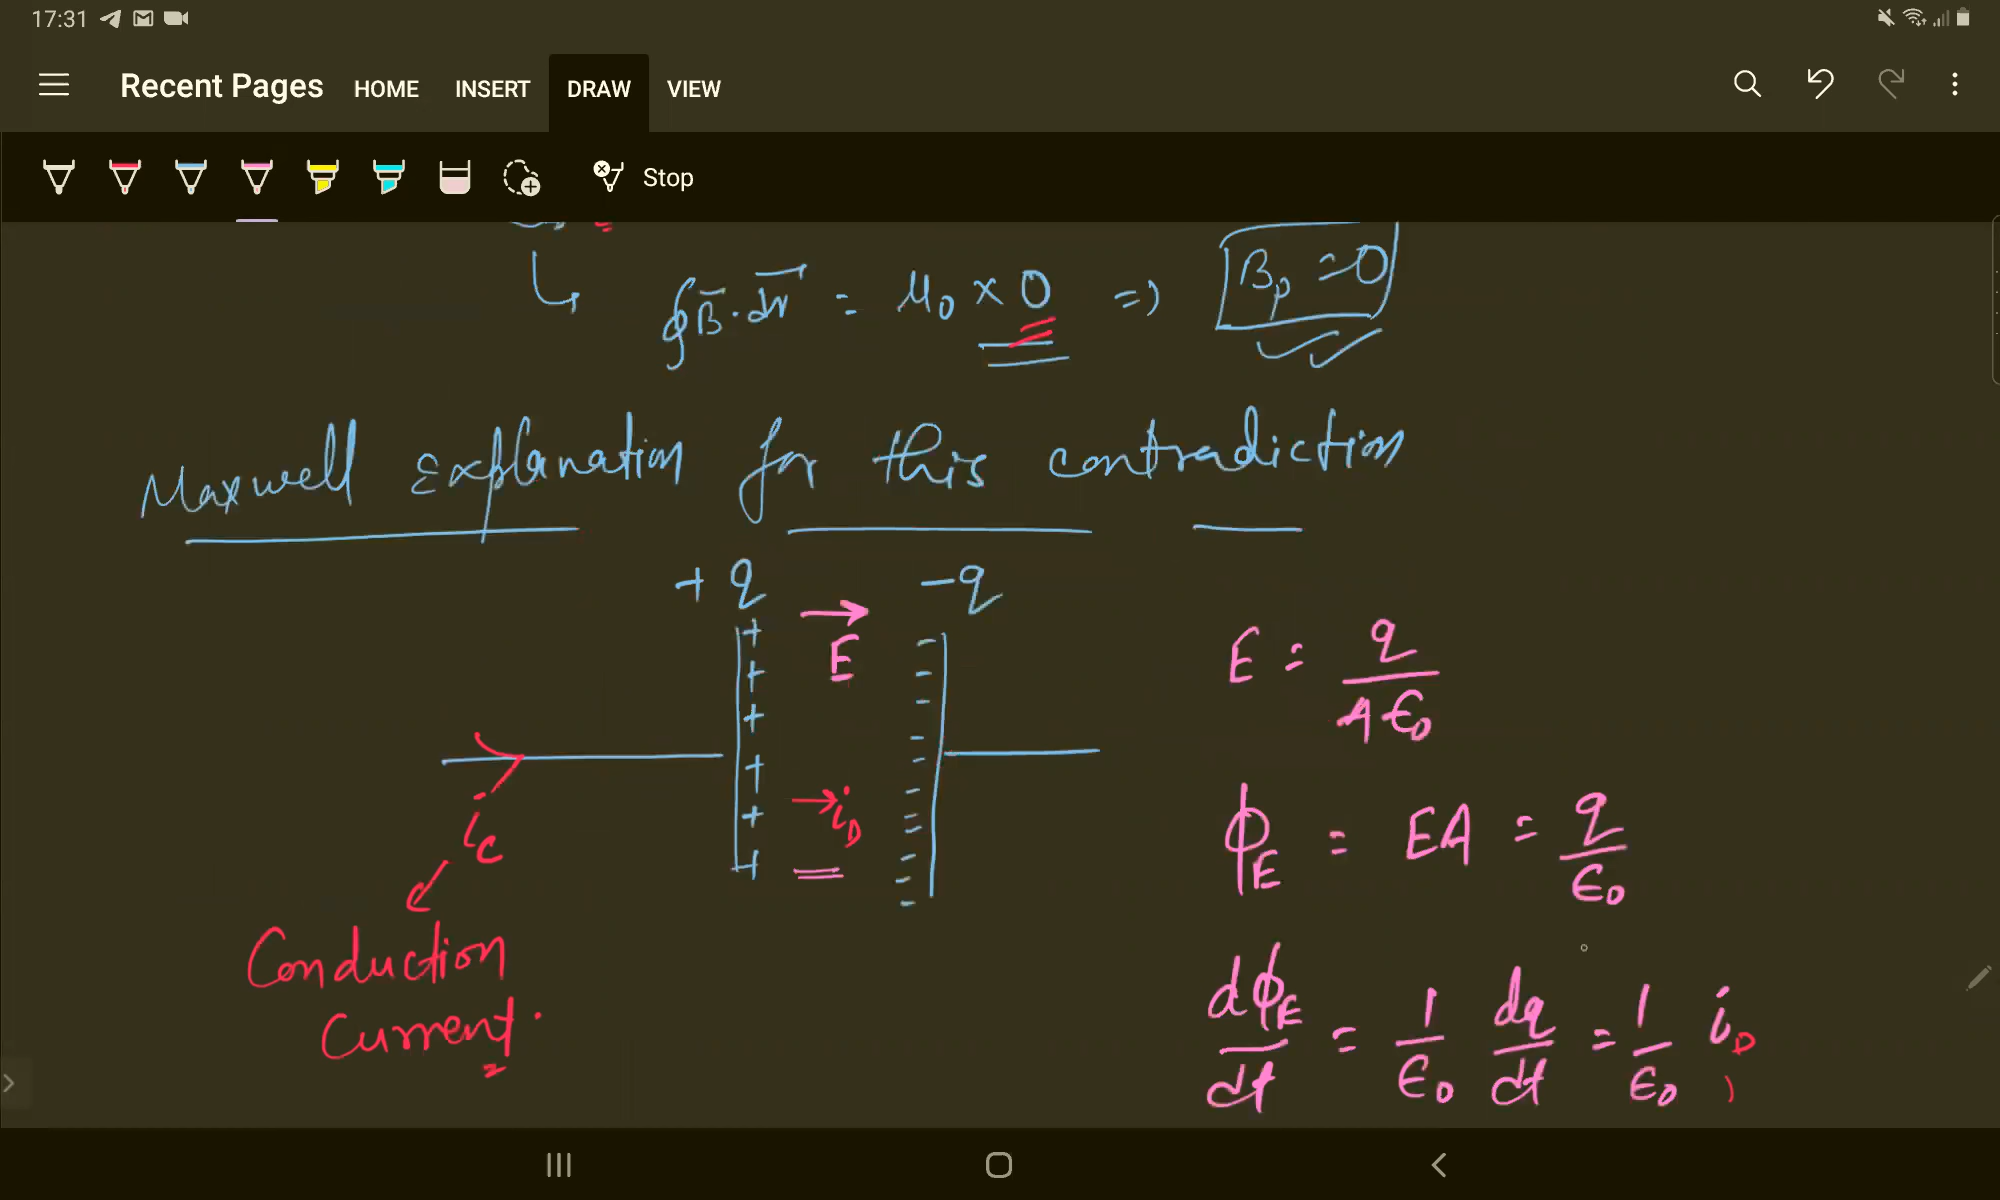 17:31
Recent Pages HOME INSERT DRAW VIEW
Stop
∮B̅·d̅r̅ = μ₀ × 0 ⇒ Bₚ = 0
Maxwell Explanation for this contradiction
+q -q
+ + + + + +
E
E = q / Aϵ₀
i_C
i_D
ϕ_E = EA = q / ϵ₀
Conduction
Current.
dϕ_E / dt = 1/ϵ₀ dq/dt = 1/ϵ₀ i_D